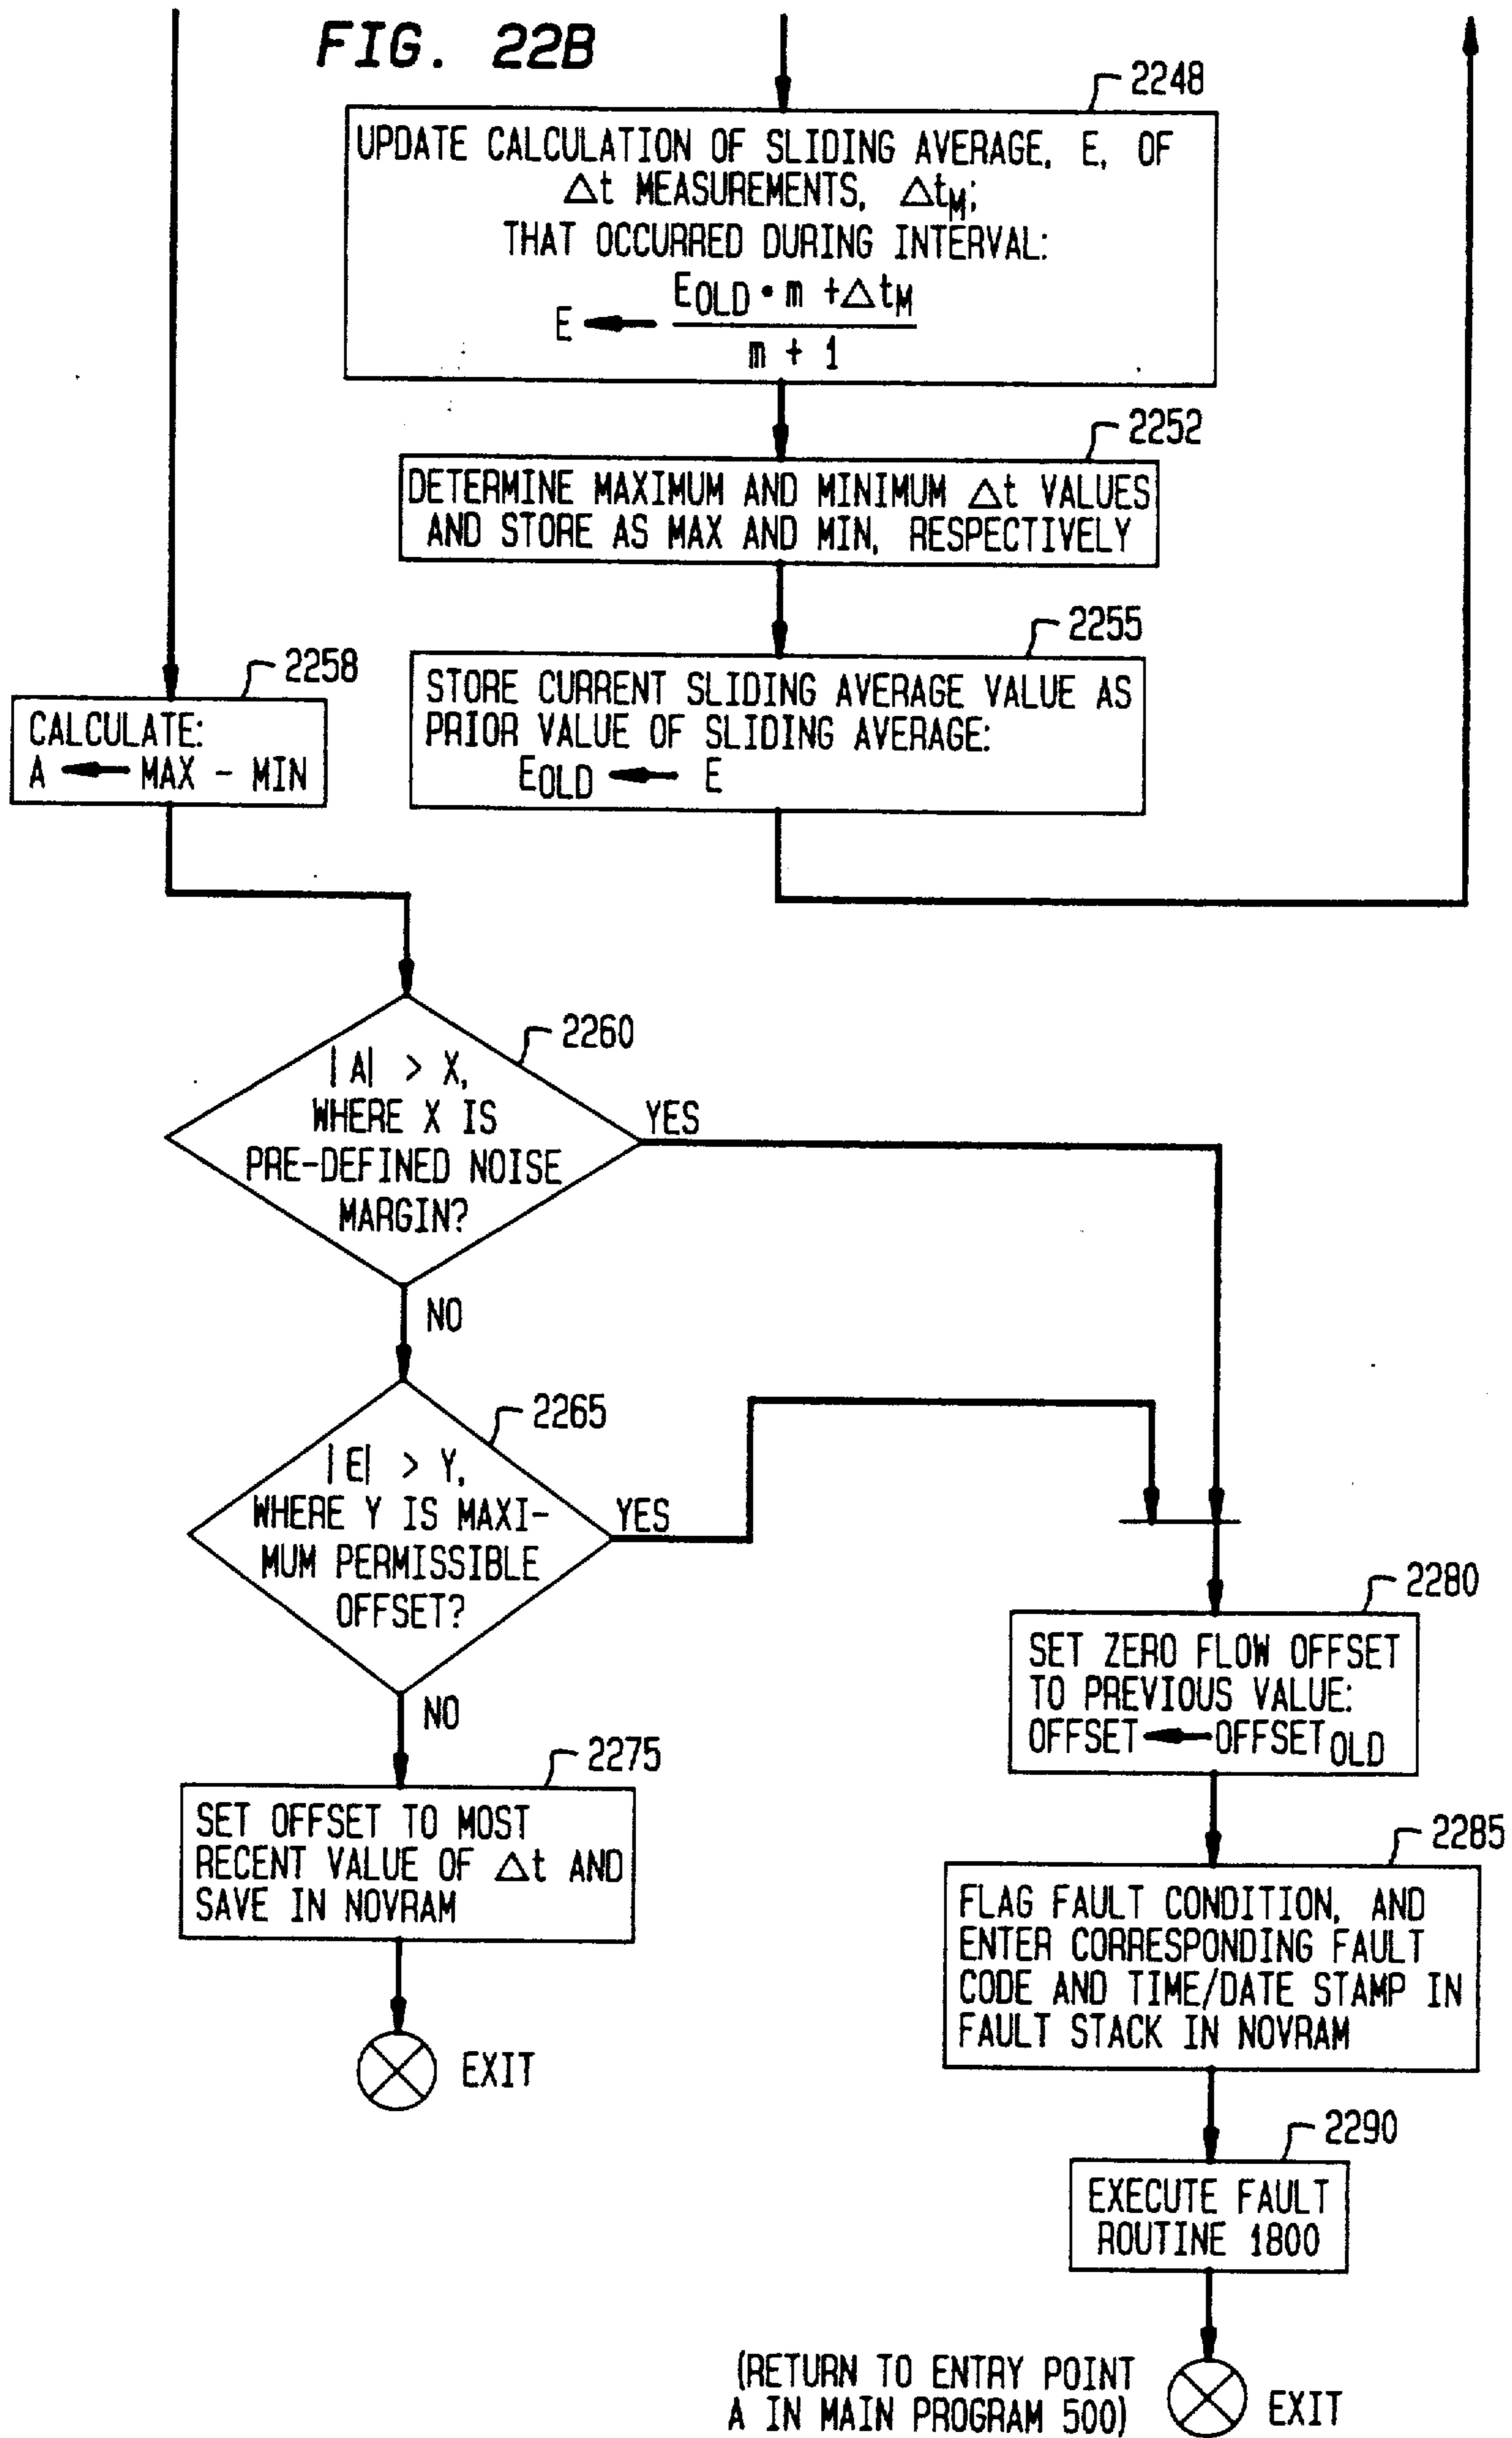 FIG. 22B
2248
UPDATE CALCULATION OF SLIDING AVERAGE, E, OF
Δt MEASUREMENTS, ΔtM;
THAT OCCURRED DURING INTERVAL:
E ← EOLD • m + ΔtM
m + 1
2252
DETERMINE MAXIMUM AND MINIMUM Δt VALUES
AND STORE AS MAX AND MIN, RESPECTIVELY
2255
STORE CURRENT SLIDING AVERAGE VALUE AS
PRIOR VALUE OF SLIDING AVERAGE:
EOLD ← E
2258
CALCULATE:
A ← MAX - MIN
2260
|A| > X,
WHERE X IS
PRE-DEFINED NOISE
MARGIN?
YES
NO
2265
|E| > Y,
WHERE Y IS MAXI-
MUM PERMISSIBLE
OFFSET?
YES
NO
2275
SET OFFSET TO MOST
RECENT VALUE OF Δt AND
SAVE IN NOVRAM
EXIT
2280
SET ZERO FLOW OFFSET
TO PREVIOUS VALUE:
OFFSET ← OFFSET OLD
2285
FLAG FAULT CONDITION, AND
ENTER CORRESPONDING FAULT
CODE AND TIME/DATE STAMP IN
FAULT STACK IN NOVRAM
2290
EXECUTE FAULT
ROUTINE 1800
(RETURN TO ENTRY POINT
A IN MAIN PROGRAM 500)
EXIT